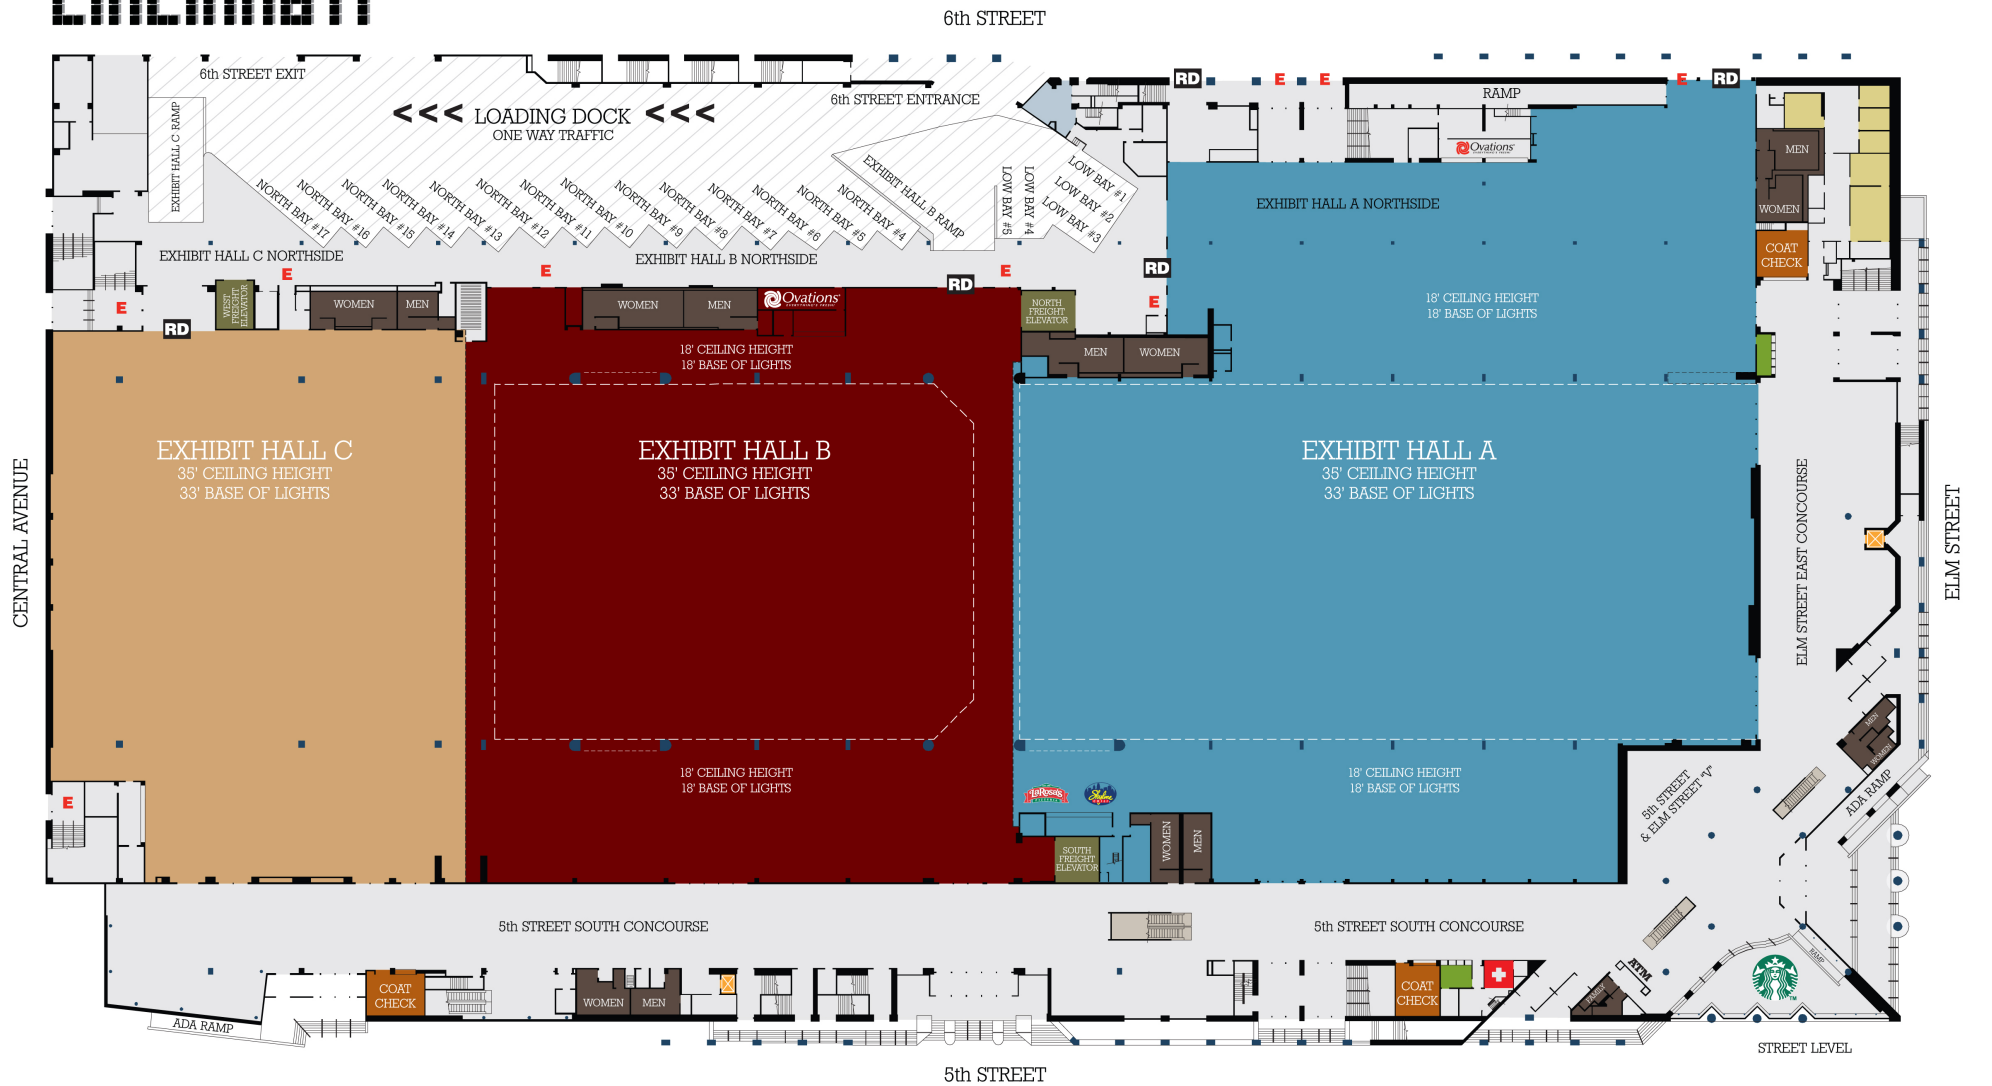 Cincinnati
6th STREET
6th STREET EXIT
<<< LOADING DOCK <<<
ONE WAY TRAFFIC
6th STREET ENTRANCE
RD
E
E
E
RD
RAMP
Ovations
EXHIBIT HALL C RAMP
EXHIBIT HALL B RAMP
NORTH BAY #17
NORTH BAY #16
NORTH BAY #15
NORTH BAY #14
NORTH BAY #13
NORTH BAY #12
NORTH BAY #11
NORTH BAY #10
NORTH BAY #9
NORTH BAY #8
NORTH BAY #7
NORTH BAY #6
NORTH BAY #5
NORTH BAY #4
LOW BAY #5
LOW BAY #4
LOW BAY #3
LOW BAY #2
LOW BAY #1
EXHIBIT HALL A NORTHSIDE
MEN
WOMEN
COAT
CHECK
EXHIBIT HALL C NORTHSIDE
EXHIBIT HALL B NORTHSIDE
E
E
E
RD
RD
E
E
RD
WEST
FREIGHT
ELEVATOR
WOMEN
MEN
WOMEN
MEN
Ovations
EVERYTHING'S FRESH
NORTH
FREIGHT
ELEVATOR
MEN
WOMEN
18' CEILING HEIGHT
18' BASE OF LIGHTS
18' CEILING HEIGHT
18' BASE OF LIGHTS
EXHIBIT HALL C
35' CEILING HEIGHT
33' BASE OF LIGHTS
EXHIBIT HALL B
35' CEILING HEIGHT
33' BASE OF LIGHTS
EXHIBIT HALL A
35' CEILING HEIGHT
33' BASE OF LIGHTS
CENTRAL AVENUE
ELM STREET EAST CONCOURSE
ELM STREET
18' CEILING HEIGHT
18' BASE OF LIGHTS
18' CEILING HEIGHT
18' BASE OF LIGHTS
LaRosa's
Skyline
E
MEN
WOMEN
ADA RAMP
5th STREET
& ELM STREET "V"
SOUTH
FREIGHT
ELEVATOR
WOMEN
MEN
5th STREET SOUTH CONCOURSE
5th STREET SOUTH CONCOURSE
COAT
CHECK
WOMEN
MEN
COAT
CHECK
ATM
FAMILY
RAMP
TM
ADA RAMP
STREET LEVEL
5th STREET